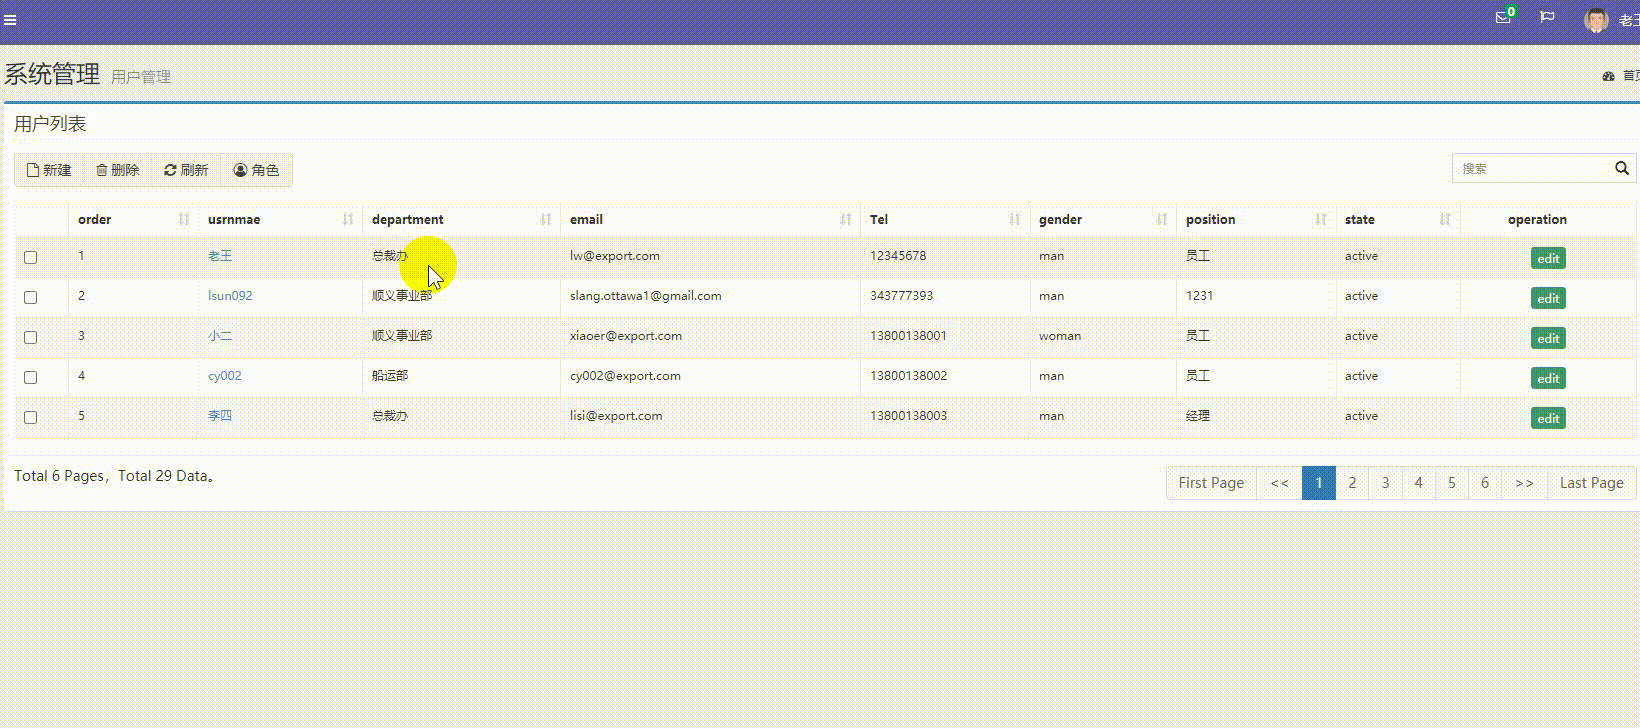 0 老王
系统管理 用户管理 首页
用户列表
新建 删除 刷新 角色 搜索
order usrnmae department email Tel gender position state operation
1 老王 总裁办 lw@export.com 12345678 man 员工 active edit
2 lsun092 顺义事业部 slang.ottawa1@gmail.com 343777393 man 1231 active edit
3 小二 顺义事业部 xiaoer@export.com 13800138001 woman 员工 active edit
4 cy002 船运部 cy002@export.com 13800138002 man 员工 active edit
5 李四 总裁办 lisi@export.com 13800138003 man 经理 active edit
Total 6 Pages，Total 29 Data。 First Page << 1 2 3 4 5 6 >> Last Page